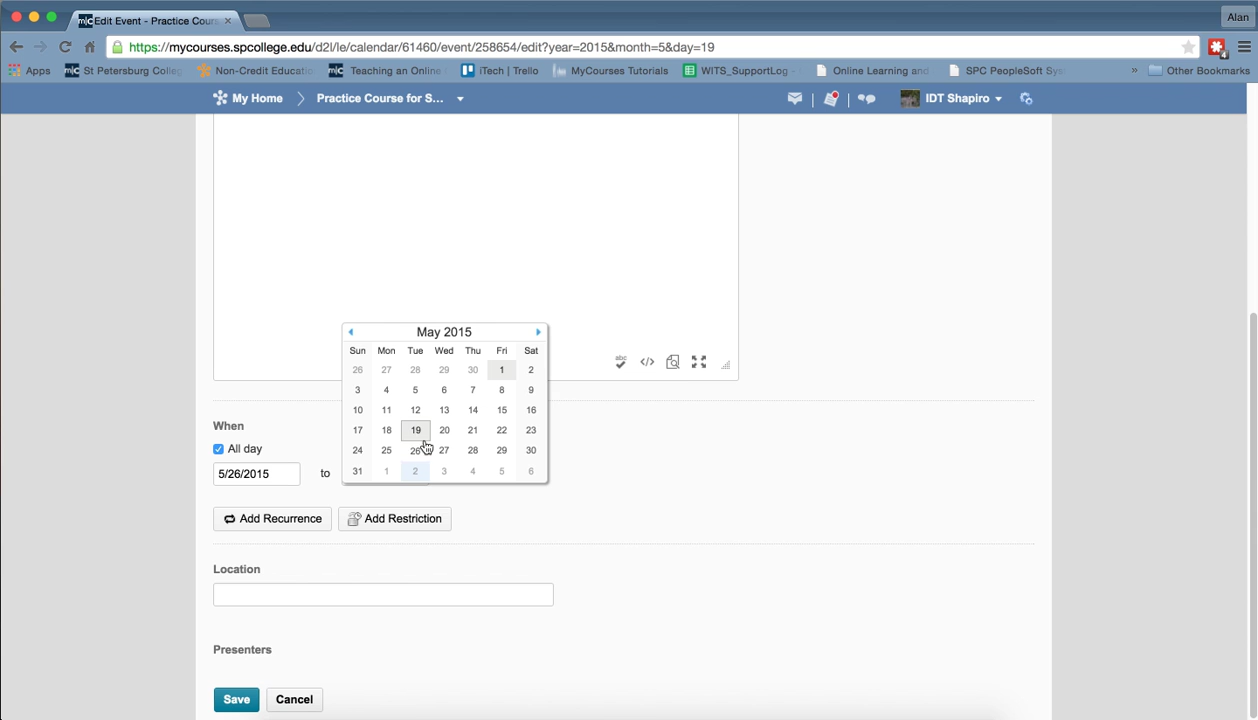 Edit Event - Practice Cour
Alan
https://mycourses.spcollege.edu/d2l/le/calendar/61460/event/258654/edit?year=2015&month=5&day=19
4
Apps
St Petersburg Colleg
Non-Credit Educatio
Teaching an Online
iTech | Trello
MyCourses Tutorials
WITS_SupportLog -
Online Learning and
SPC PeopleSoft Sys
»
Other Bookmarks
My Home
Practice Course for S...
IDT Shapiro
May 2015
Sun Mon Tue Wed Thu Fri Sat
26 27 28 29 30 1 2
3 4 5 6 7 8 9
10 11 12 13 14 15 16
17 18 19 20 21 22 23
24 25 26 27 28 29 30
31 1 2 3 4 5 6
abc
When
All day
5/26/2015 to
Add Recurrence
Add Restriction
Location
Presenters
Save
Cancel